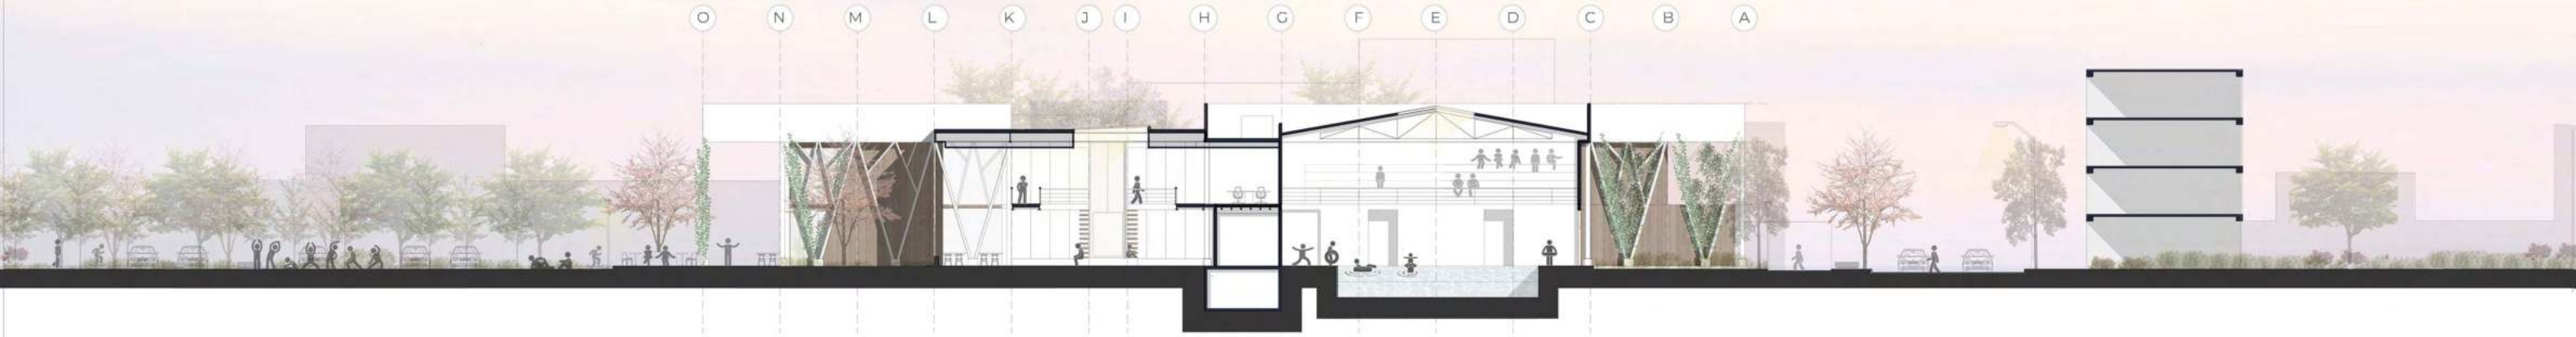 O N M L K J I H G F E D C B A